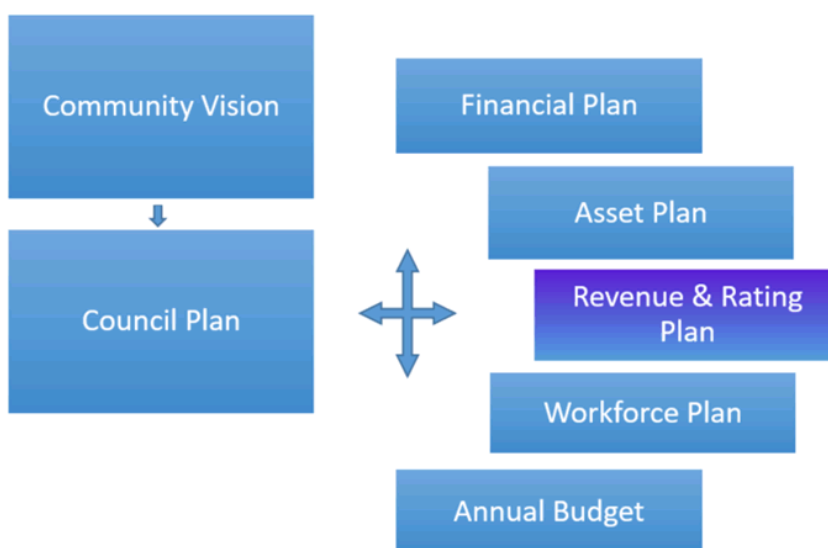 Community Vision
Council Plan
Financial Plan
Asset Plan
Revenue & Rating
Plan
Workforce Plan
Annual Budget